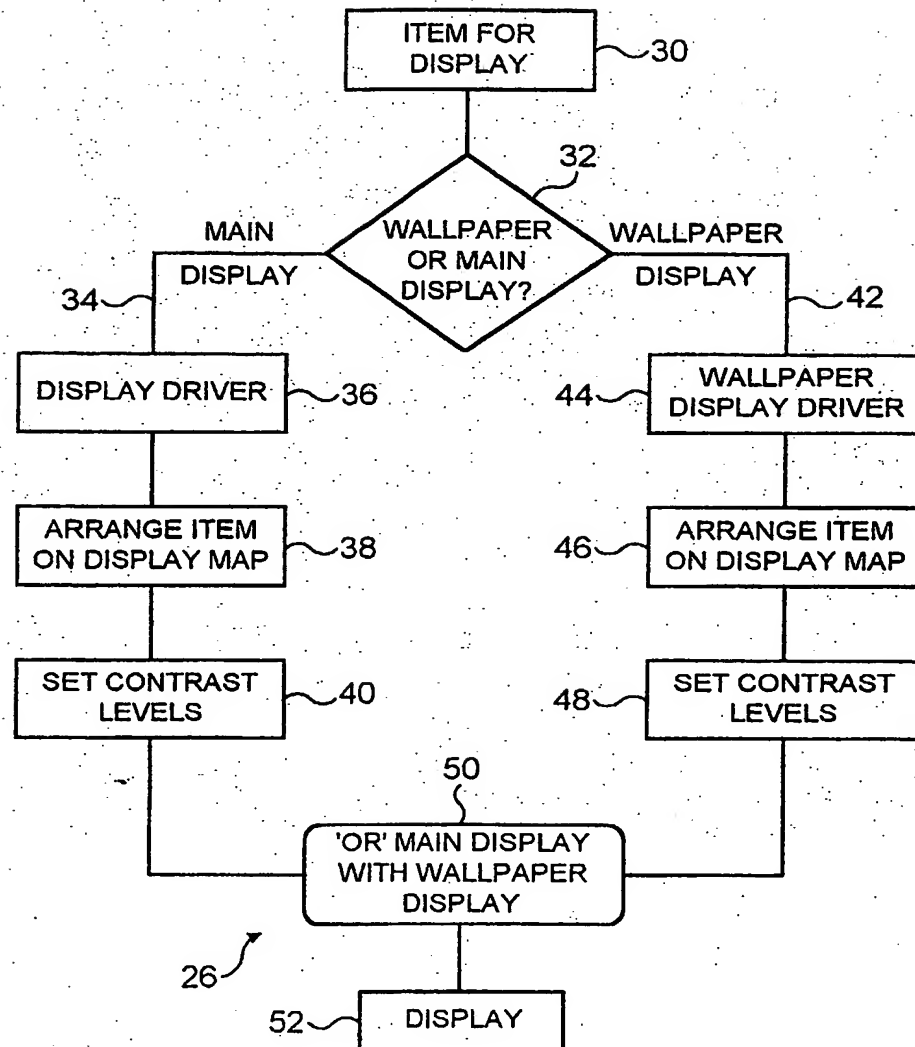 ITEM FOR
DISPLAY
30
32
MAIN
DISPLAY
WALLPAPER
OR MAIN
DISPLAY?
WALLPAPER
DISPLAY
34
42
DISPLAY DRIVER
36
44
WALLPAPER
DISPLAY DRIVER
ARRANGE ITEM
ON DISPLAY MAP
38
46
ARRANGE ITEM
ON DISPLAY MAP
SET CONTRAST
LEVELS
40
48
SET CONTRAST
LEVELS
50
'OR' MAIN DISPLAY
WITH WALLPAPER
DISPLAY
26
52
DISPLAY